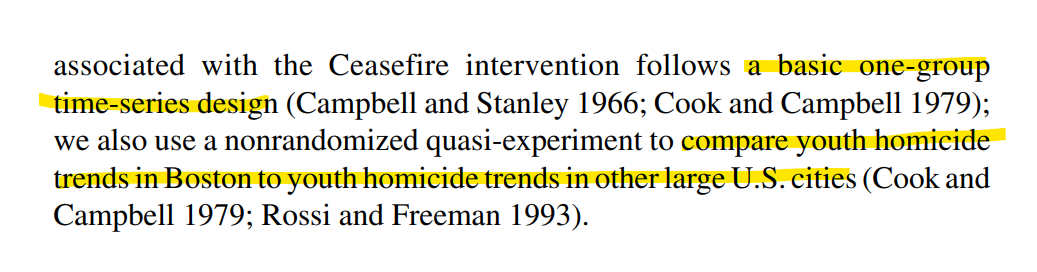 associated with the Ceasefire intervention follows a basic one-group
time-series design (Campbell and Stanley 1966; Cook and Campbell 1979);
we also use a nonrandomized quasi-experiment to compare youth homicide
trends in Boston to youth homicide trends in other large U.S. cities (Cook and
Campbell 1979; Rossi and Freeman 1993).